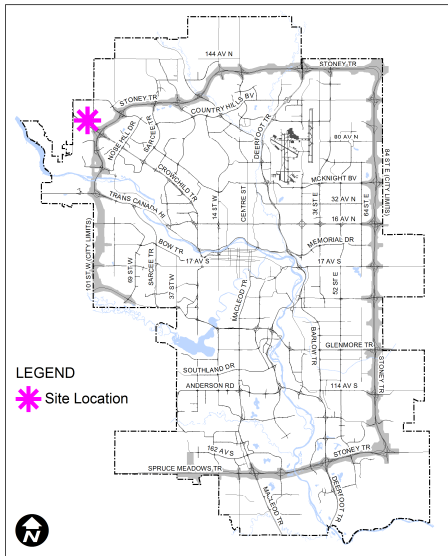 144 AV N
STONEY TR
STONEY TR
COUNTRY HILLS BV
NOSE HILL DR
SARCEE TR
DEERFOOT TR
80 AV N
CROWCHILD TR
MCKNIGHT BV
64 ST E (CITY LIMITS)
TRANS CANADA HI
14 ST W
CENTRE ST
36 ST E
32 AV N
68 ST E
16 AV N
BOW TR
MEMORIAL DR
17 AV S
17 AV S
101 ST W (CITY LIMITS)
69 ST W
SARCEE TR
37 ST W
MACLEOD TR
52 ST E
BARLOW TR
GLENMORE TR
STONEY TR
SOUTHLAND DR
ANDERSON RD
114 AV S
LEGEND
Site Location
162 AV S
STONEY TR
SPRUCE MEADOWS TR
MACLEOD TR
DEERFOOT TR
N